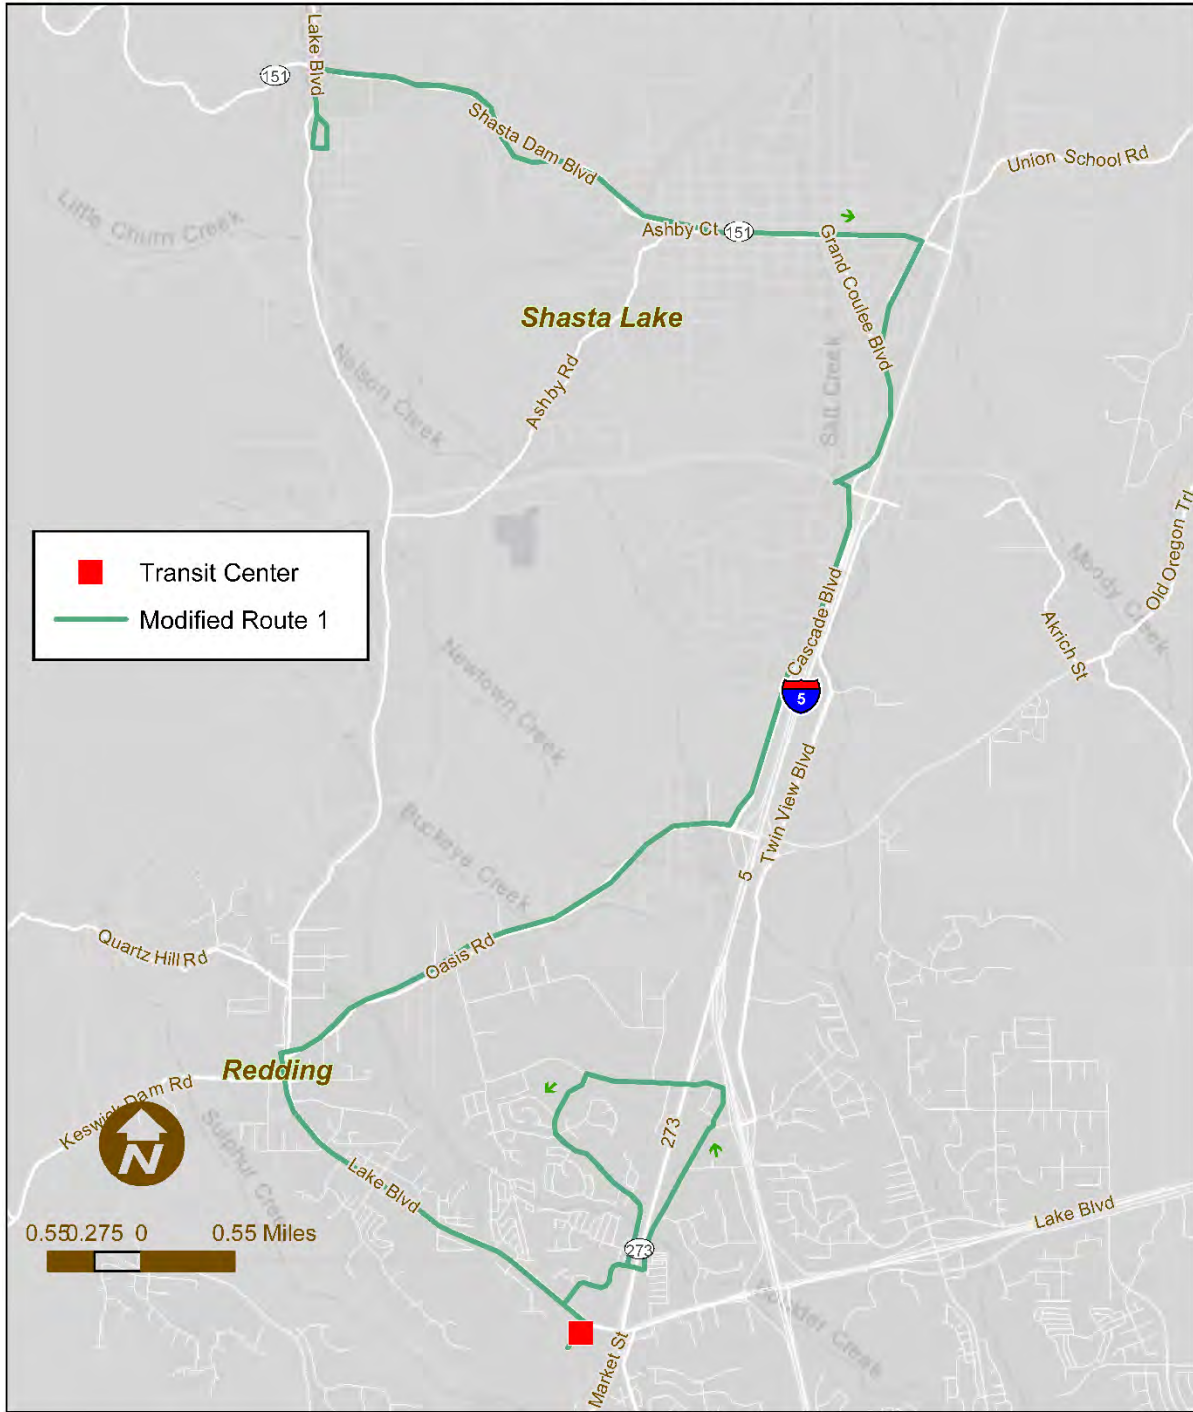 Lake Blvd
151
Shasta Dam Blvd
Union School Rd
Little Churn Creek
Ashby Ct
151
Grand Coulee Blvd
Shasta Lake
Nelson Creek
Ashby Rd
Salt Creek
Old Oregon Trl
Moody Creek
Akrich St
Transit Center
Modified Route 1
Cascade Blvd
5
Newtown Creek
Twin View Blvd
5
Buckeye Creek
Quartz Hill Rd
Oasis Rd
Redding
Keswick Dam Rd
273
N
Sulphur Creek
Lake Blvd
Lake Blvd
0.55 0.275 0 0.55 Miles
273
Creek
Market St